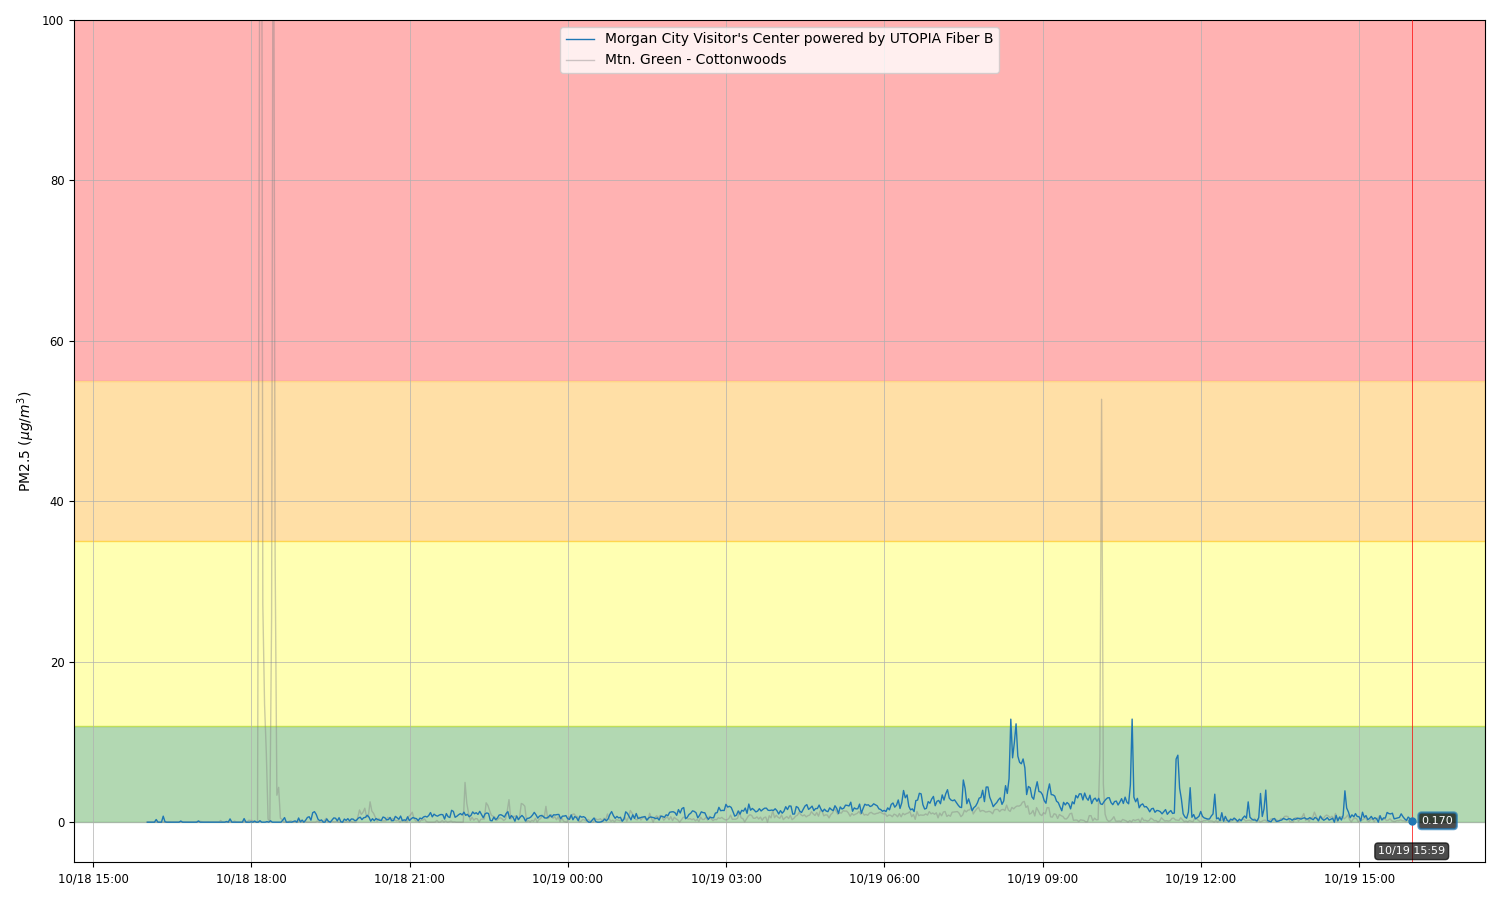 100
80
60
40
20
0
PM2.5 (μg/m³)
Morgan City Visitor's Center powered by UTOPIA Fiber B
Mtn. Green - Cottonwoods
0.170
10/19 15:59
10/18 15:00 10/18 18:00 10/18 21:00 10/19 00:00 10/19 03:00 10/19 06:00 10/19 09:00 10/19 12:00 10/19 15:00